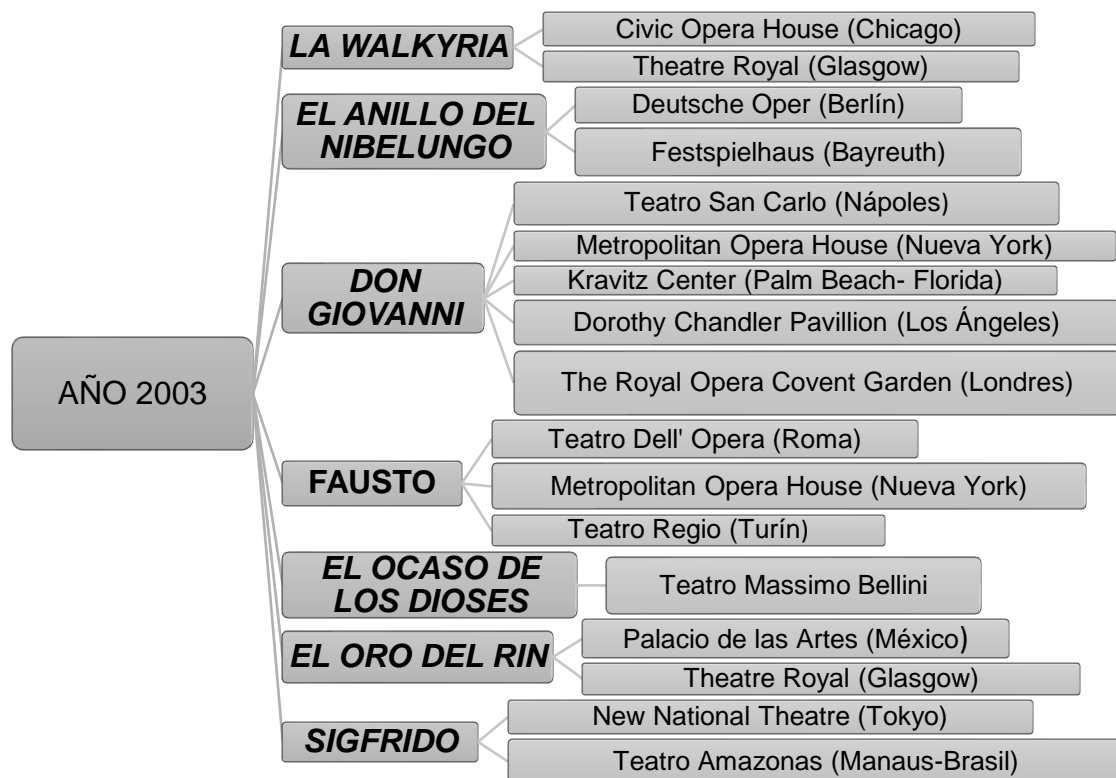 AÑO 2003
LA WALKYRIA
Civic Opera House (Chicago)
Theatre Royal (Glasgow)
EL ANILLO DEL
NIBELUNGO
Deutsche Oper (Berlín)
Festspielhaus (Bayreuth)
DON
GIOVANNI
Teatro San Carlo (Nápoles)
Metropolitan Opera House (Nueva York)
Kravitz Center (Palm Beach- Florida)
Dorothy Chandler Pavillion (Los Ángeles)
The Royal Opera Covent Garden (Londres)
FAUSTO
Teatro Dell' Opera (Roma)
Metropolitan Opera House (Nueva York)
Teatro Regio (Turín)
EL OCASO DE
LOS DIOSES
Teatro Massimo Bellini
EL ORO DEL RIN
Palacio de las Artes (México)
Theatre Royal (Glasgow)
SIGFRIDO
New National Theatre (Tokyo)
Teatro Amazonas (Manaus-Brasil)